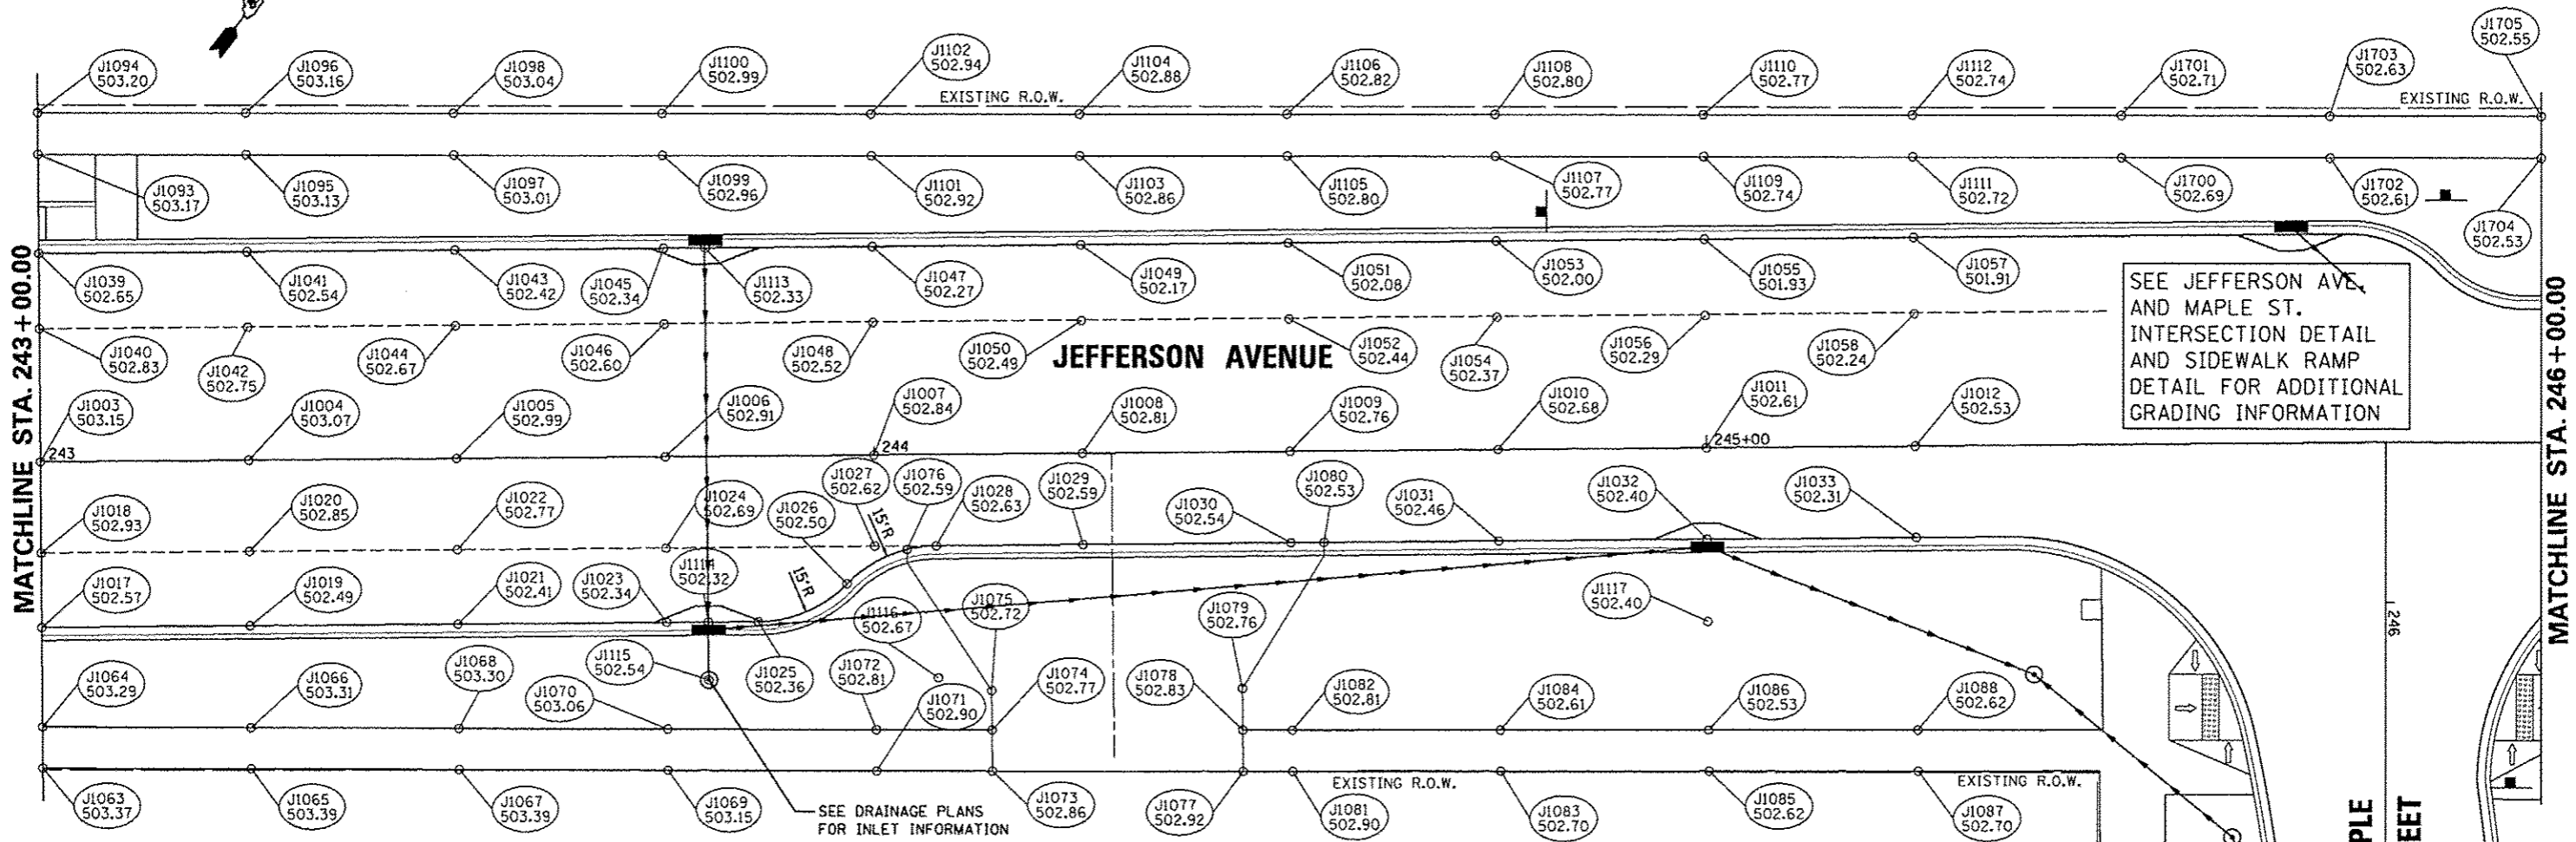 J1094
503.20
J1096
503.16
J1098
503.04
J1100
502.99
J1102
502.94
J1104
502.88
J1106
502.82
J1108
502.80
J1110
502.77
J1112
502.74
J1701
502.71
J1703
502.63
J1705
502.55
EXISTING R.O.W.
EXISTING R.O.W.
J1093
503.17
J1095
503.13
J1097
503.01
J1099
502.96
J1101
502.92
J1103
502.86
J1105
502.80
J1107
502.77
J1109
502.74
J1111
502.72
J1700
502.69
J1702
502.61
J1704
502.53
J1039
502.65
J1041
502.54
J1043
502.42
J1045
502.34
J1113
502.33
J1047
502.27
J1049
502.17
J1051
502.08
J1053
502.00
J1055
501.93
J1057
501.91
SEE JEFFERSON AVE.
AND MAPLE ST.
INTERSECTION DETAIL
AND SIDEWALK RAMP
DETAIL FOR ADDITIONAL
GRADING INFORMATION
MATCHLINE STA. 243+00.00
MATCHLINE STA. 246+00.00
J1040
502.83
J1042
502.75
J1044
502.67
J1046
502.60
J1048
502.52
J1050
502.49
JEFFERSON AVENUE
J1052
502.44
J1054
502.37
J1056
502.29
J1058
502.24
J1003
503.15
J1004
503.07
J1005
502.99
J1006
502.91
J1007
502.84
J1008
502.81
J1009
502.76
J1010
502.68
J1011
502.61
J1012
502.53
243
244
245+00
J1018
502.93
J1020
502.85
J1022
502.77
J1024
502.69
J1026
502.50
J1027
502.62
J1076
502.59
J1028
502.63
J1029
502.59
J1030
502.54
J1080
502.53
J1031
502.46
J1032
502.40
J1033
502.31
15'R
15'R
J1017
502.57
J1019
502.49
J1021
502.41
J1023
502.34
J1114
502.32
J1116
502.67
J1075
502.72
J1079
502.76
J1117
502.40
246
J1064
503.29
J1066
503.31
J1068
503.30
J1070
503.06
J1115
502.54
J1025
502.36
J1072
502.81
J1071
502.90
J1074
502.77
J1078
502.83
J1082
502.81
J1084
502.61
J1086
502.53
J1088
502.62
EXISTING R.O.W.
EXISTING R.O.W.
J1063
503.37
J1065
503.39
J1067
503.39
J1069
503.15
SEE DRAINAGE PLANS
FOR INLET INFORMATION
J1073
502.86
J1077
502.92
J1081
502.90
J1083
502.70
J1085
502.62
J1087
502.70
PLE
EET